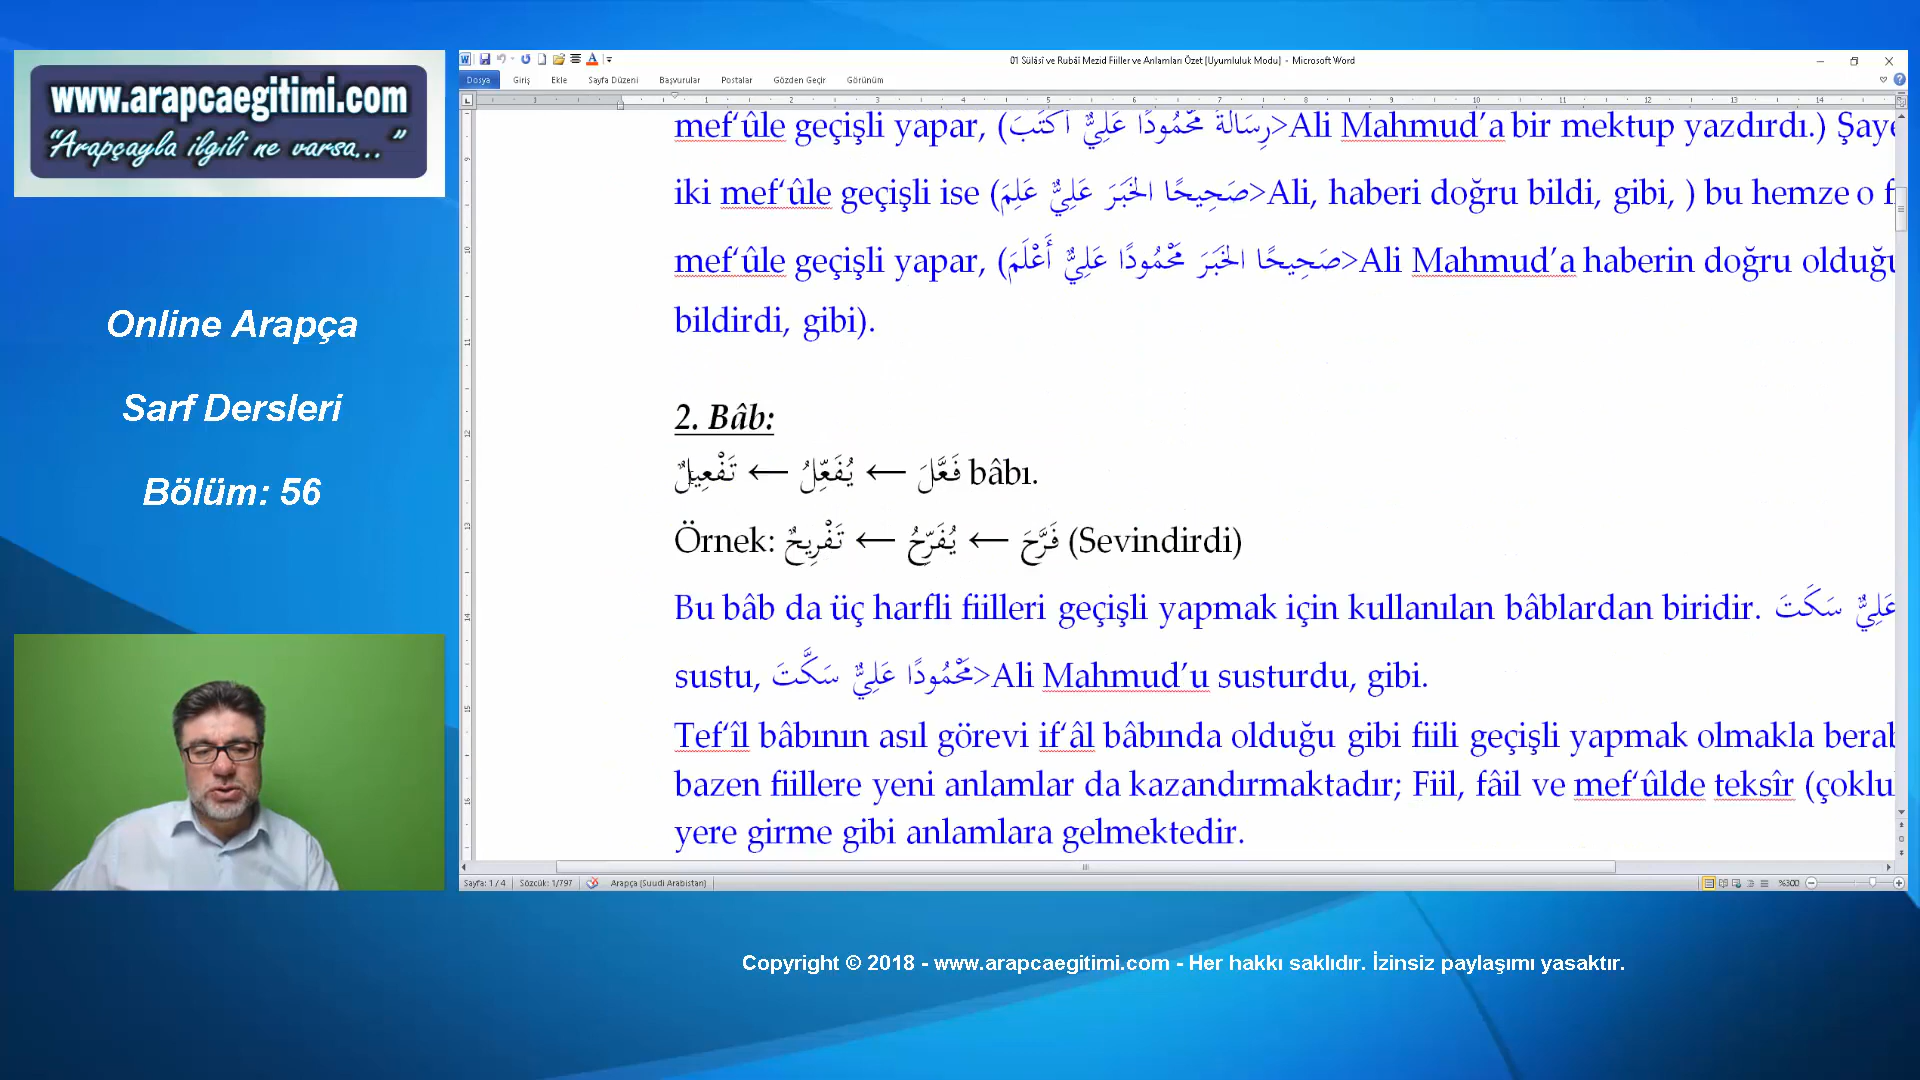 www.arapcaegitimi.com
“Arapçayla ilgili ne varsa...”
Online Arapça
Sarf Dersleri
Bölüm: 56
01 Sülâsî ve Rubâî Mezid Fiiller ve Anlamları Özet [Uyumluluk Modu] - Microsoft Word
Dosya Giriş Ekle Sayfa Düzeni Başvurular Postalar Gözden Geçir Görünüm
mef‘ûle geçişli yapar, (رِسَالَةً مَحْمُودًا عَلِيٌّ أَكْتَبَ>Ali Mahmud’a bir mektup yazdırdı.) Şaye
iki mef‘ûle geçişli ise (صَحِيحًا الْخَبَرَ عَلِيٌّ عَلِمَ>Ali, haberi doğru bildi, gibi, ) bu hemze o f
mef‘ûle geçişli yapar, (صَحِيحًا الْخَبَرَ مَحْمُودًا عَلِيٌّ أَعْلَمَ>Ali Mahmud’a haberin doğru olduğu
bildirdi, gibi).
2. Bâb:
فَعَّلَ ← يُفَعِّلُ ← تَفْعِيلٌ bâbı.
Örnek: فَرَّحَ ← يُفَرِّحُ ← تَفْرِيحٌ (Sevindirdi)
Bu bâb da üç harfli fiilleri geçişli yapmak için kullanılan bâblardan biridir. عَلِيٌّ سَكَتَ
sustu, مَحْمُودًا عَلِيٌّ سَكَّتَ>Ali Mahmud’u susturdu, gibi.
Tef‘îl bâbının asıl görevi if‘âl bâbında olduğu gibi fiili geçişli yapmak olmakla berab
bazen fiillere yeni anlamlar da kazandırmaktadır; Fiil, fâil ve mef‘ûlde teksîr (çoklu
yere girme gibi anlamlara gelmektedir.
Sayfa: 1 / 4 Sözcük: 1/797 Arapça (Suudi Arabistan) %300
Copyright © 2018 - www.arapcaegitimi.com - Her hakkı saklıdır. İzinsiz paylaşımı yasaktır.